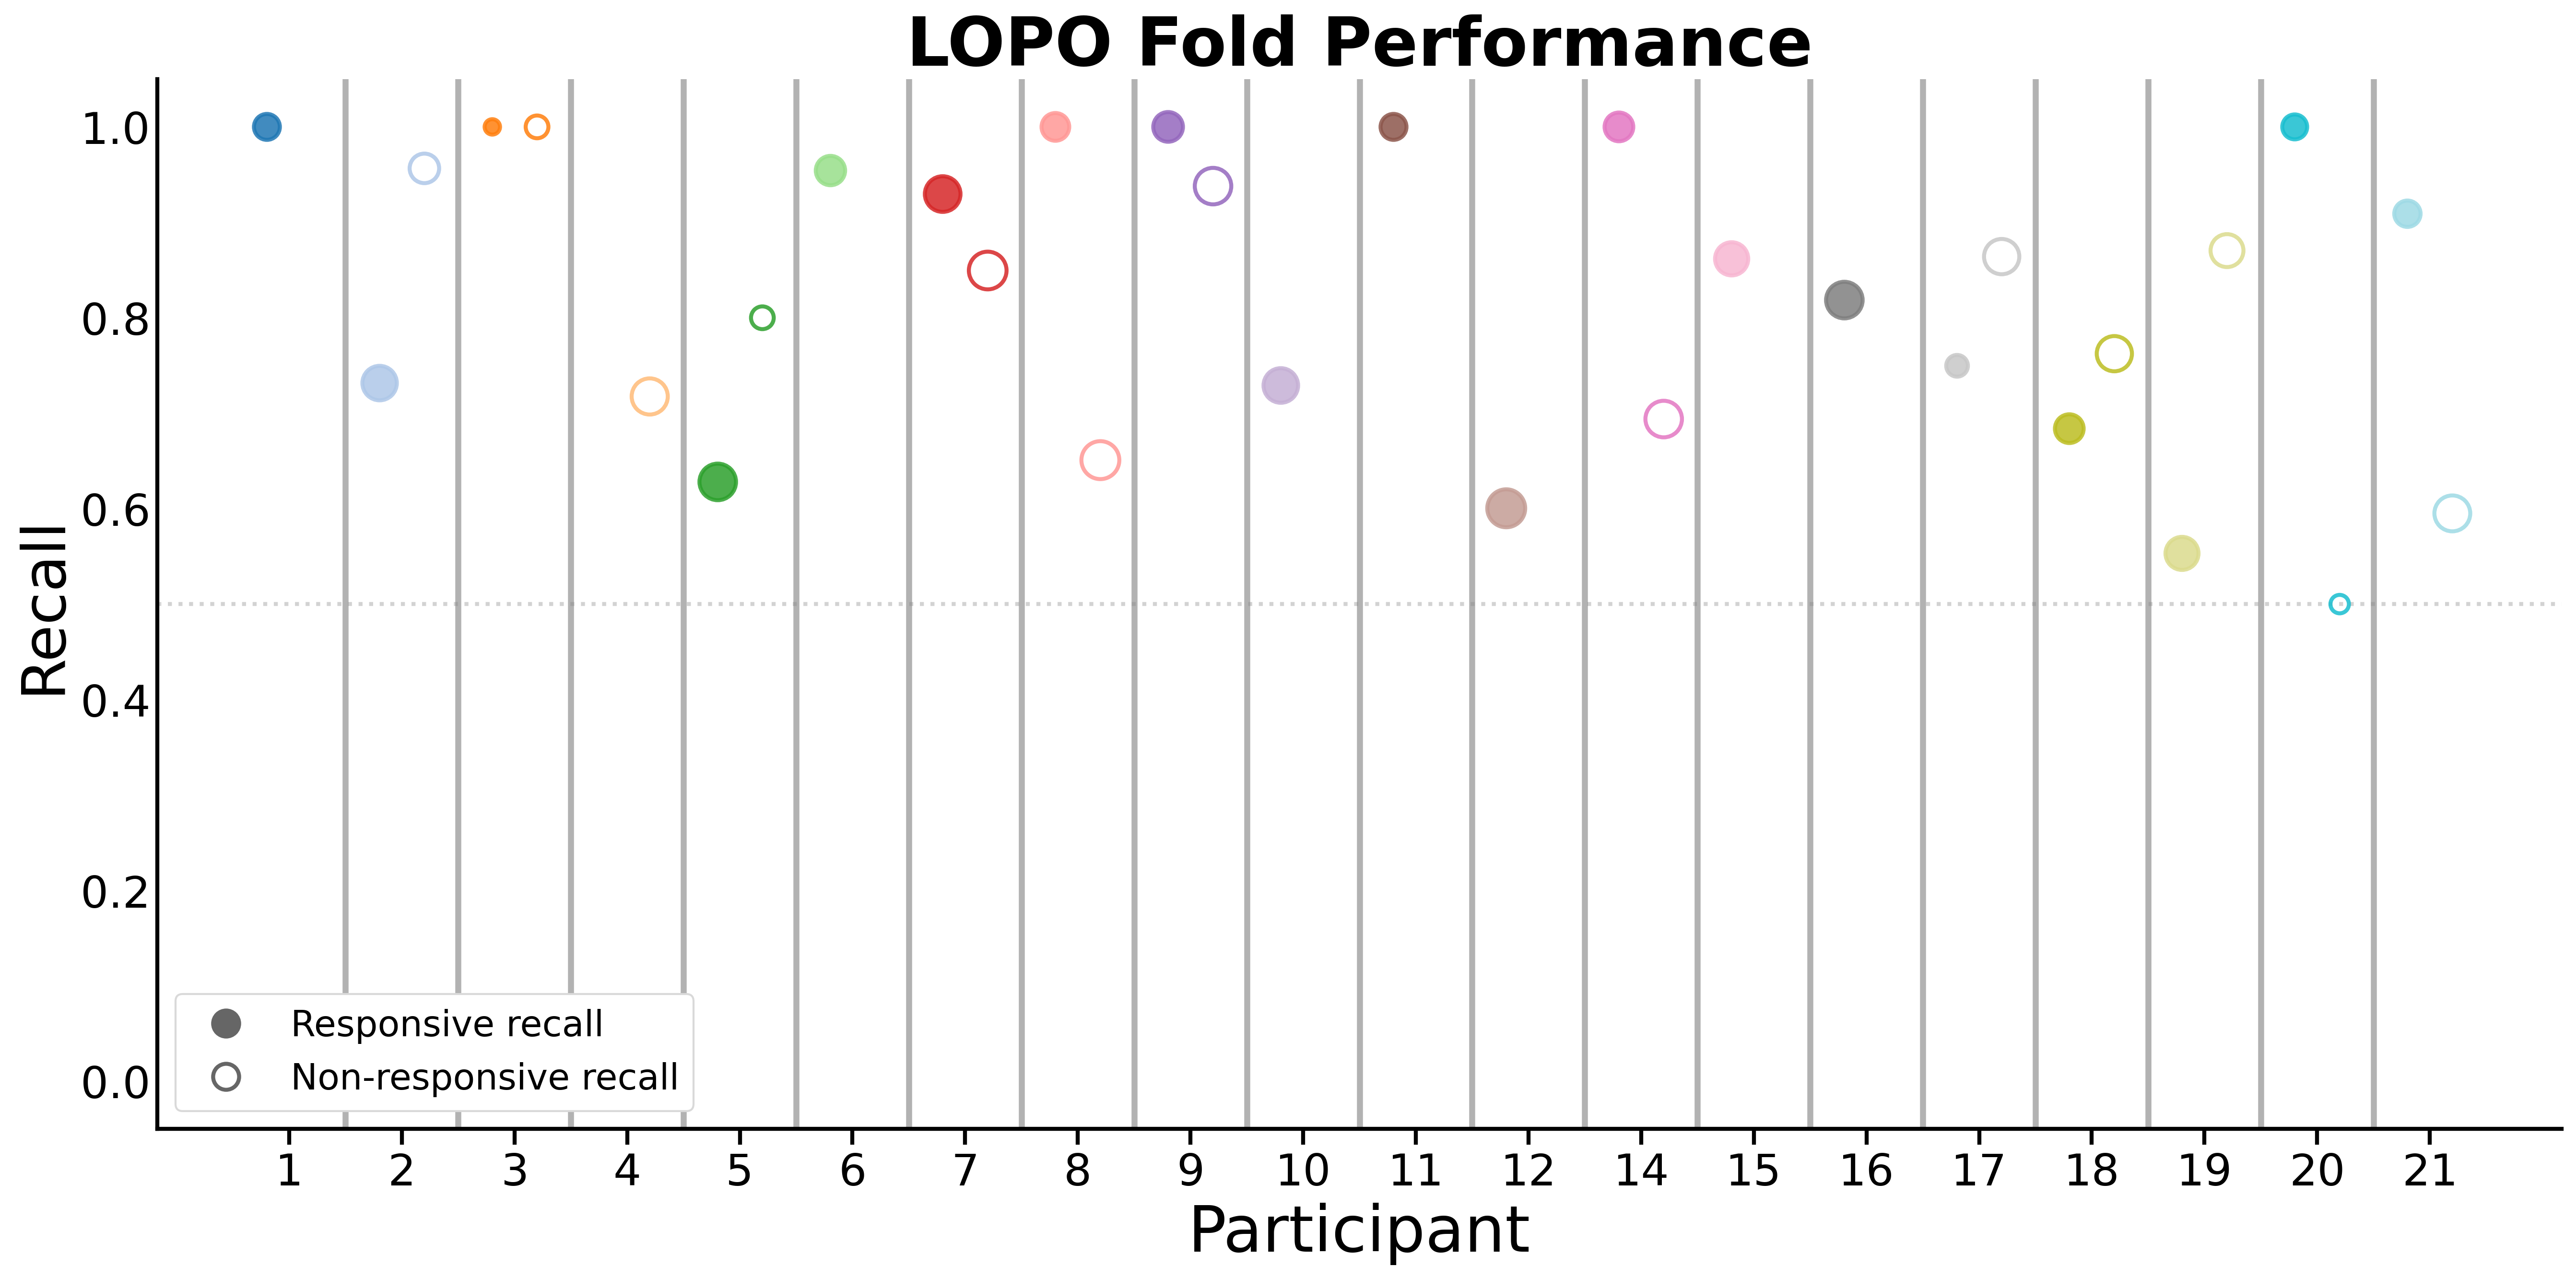 LOPO Fold Performance
Recall
1.0
0.8
0.6
0.4
0.2
0.0
Responsive recall
Non-responsive recall
1 2 3 4 5 6 7 8 9 10 11 12 14 15 16 17 18 19 20 21
Participant